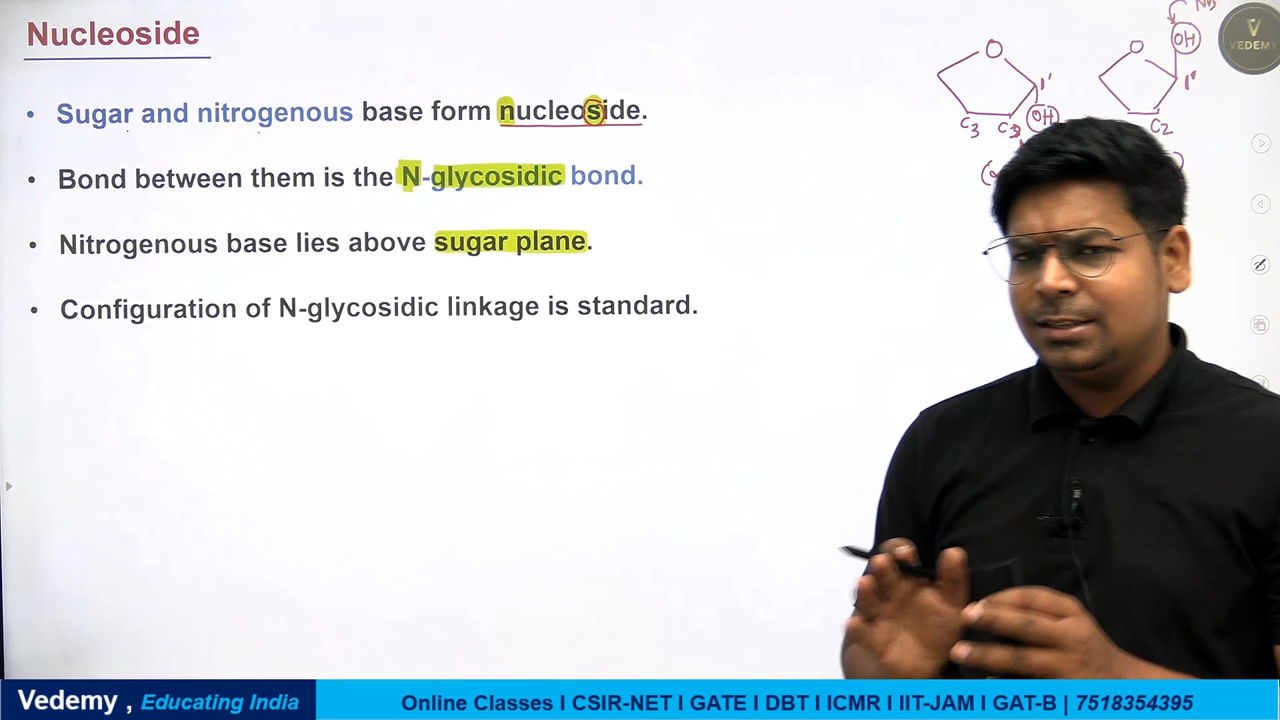 Nucleoside
• Sugar and nitrogenous base form nucleoside.
• Bond between them is the N-glycosidic bond.
• Nitrogenous base lies above sugar plane.
• Configuration of N-glycosidic linkage is standard.
O
1'
OH
C3
O
OH
1'
C2
VEDEMY
Vedemy , Educating India
Online Classes I CSIR-NET I GATE I DBT I ICMR I IIT-JAM I GAT-B | 7518354395